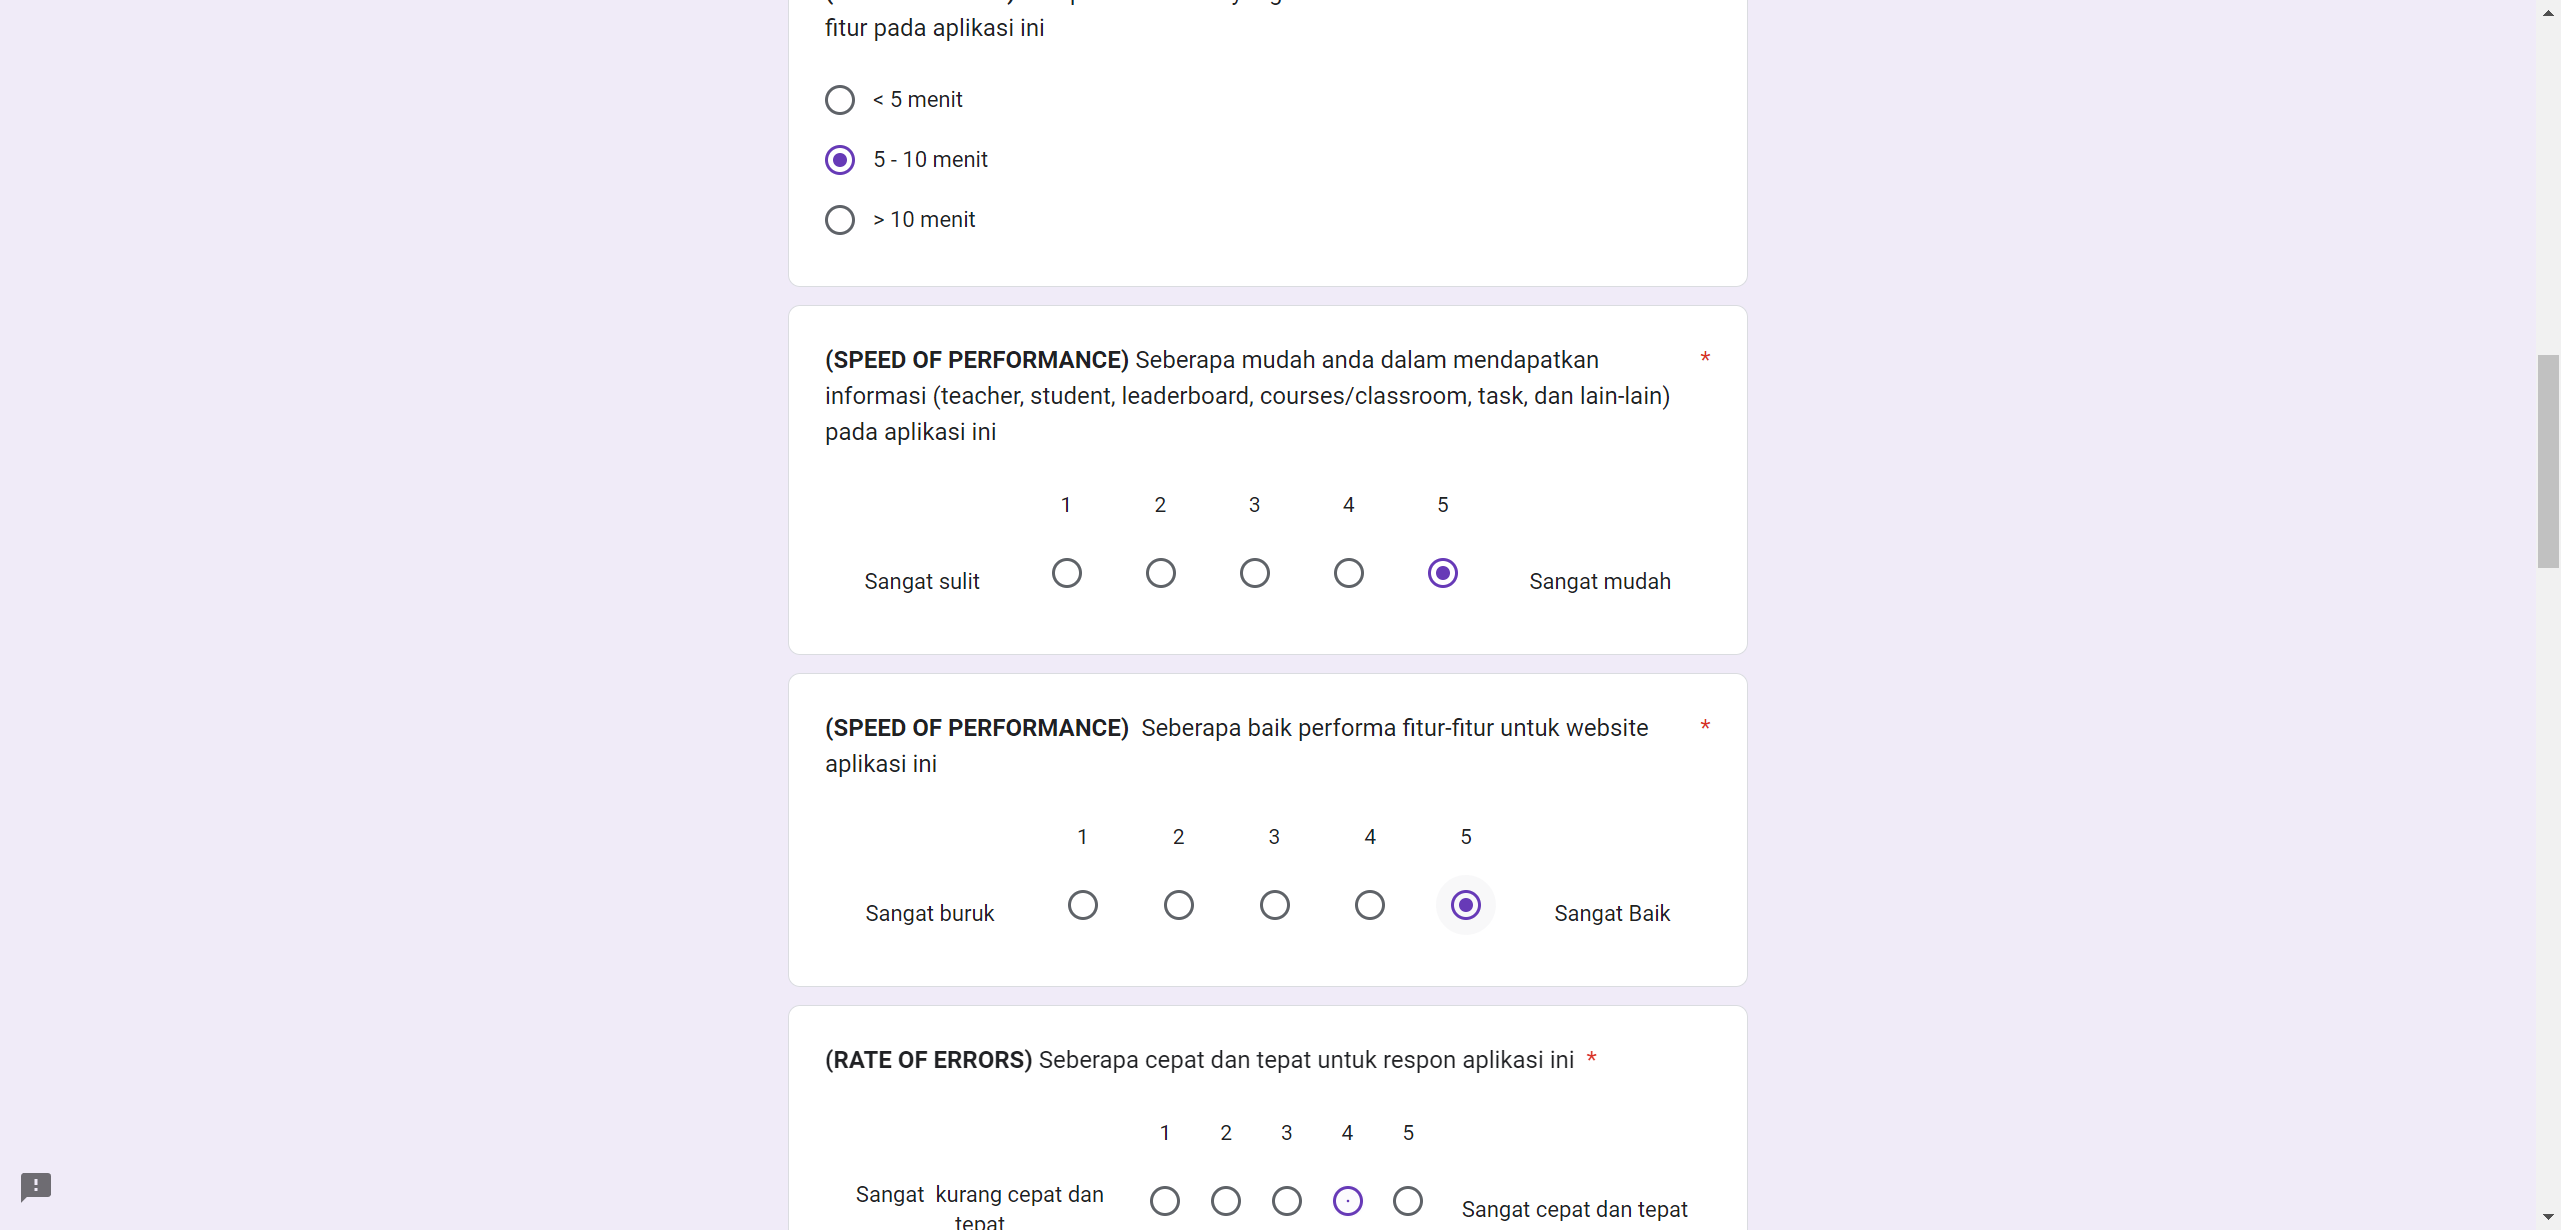 fitur pada aplikasi ini
< 5 menit
5 - 10 menit
> 10 menit
(SPEED OF PERFORMANCE) Seberapa mudah anda dalam mendapatkan *
informasi (teacher, student, leaderboard, courses/classroom, task, dan lain-lain)
pada aplikasi ini
1 2 3 4 5
Sangat sulit Sangat mudah
(SPEED OF PERFORMANCE)  Seberapa baik performa fitur-fitur untuk website *
aplikasi ini
1 2 3 4 5
Sangat buruk Sangat Baik
(RATE OF ERRORS) Seberapa cepat dan tepat untuk respon aplikasi ini *
1 2 3 4 5
Sangat  kurang cepat dan
tepat
Sangat cepat dan tepat